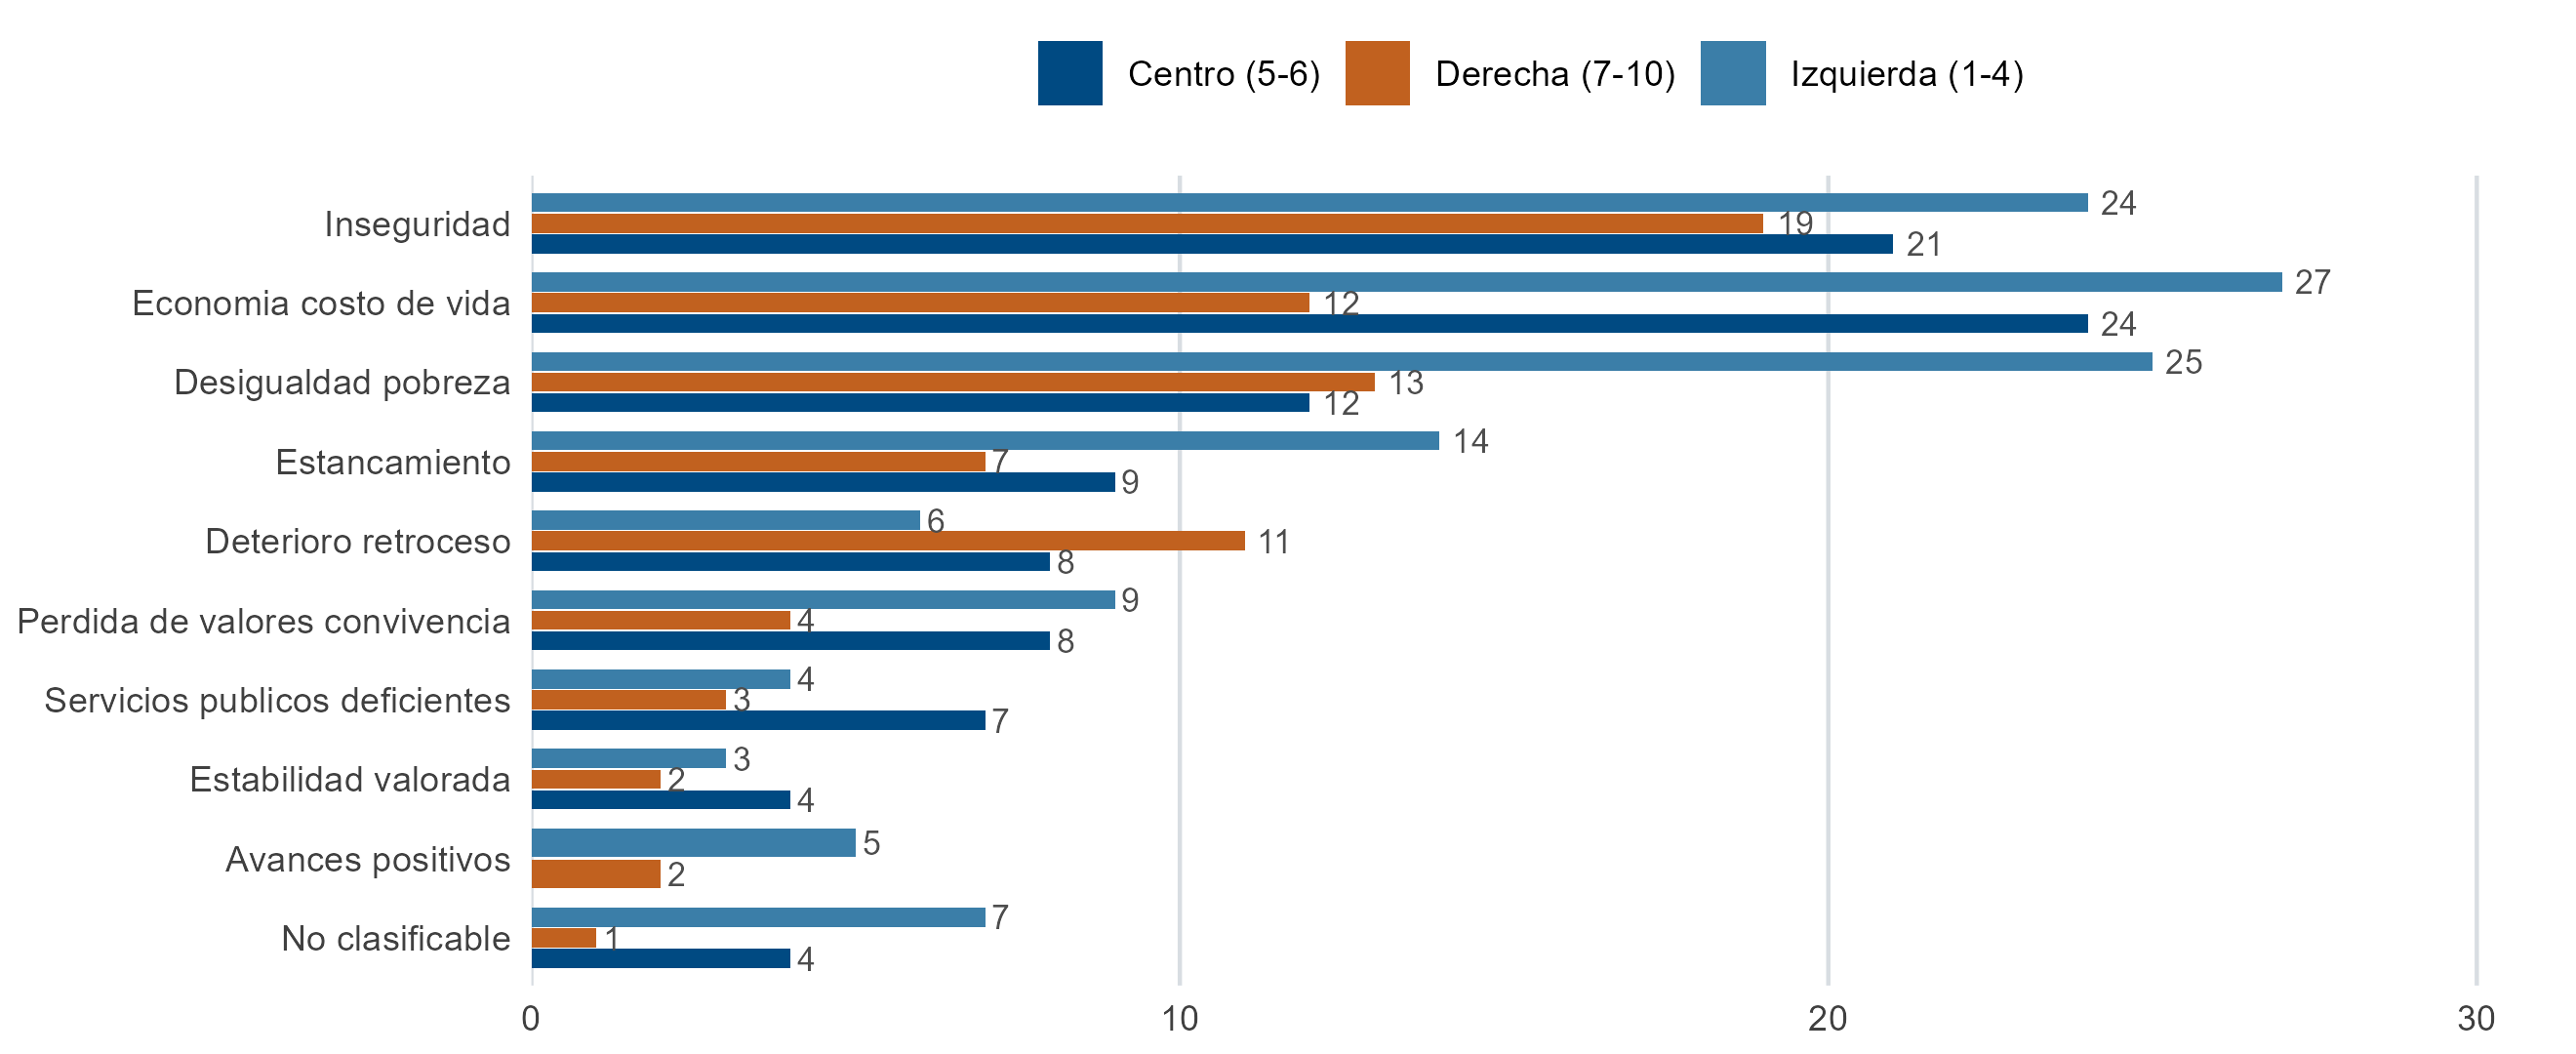 Centro (5-6) Derecha (7-10) Izquierda (1-4)
Inseguridad 24
19
21
Economia costo de vida 27
12
24
Desigualdad pobreza 25
13
12
Estancamiento 14
7
9
Deterioro retroceso 6
11
8
Perdida de valores convivencia 9
4
8
Servicios publicos deficientes 4
3
7
Estabilidad valorada 3
2
4
Avances positivos 5
2
No clasificable 7
1
4
0 10 20 30